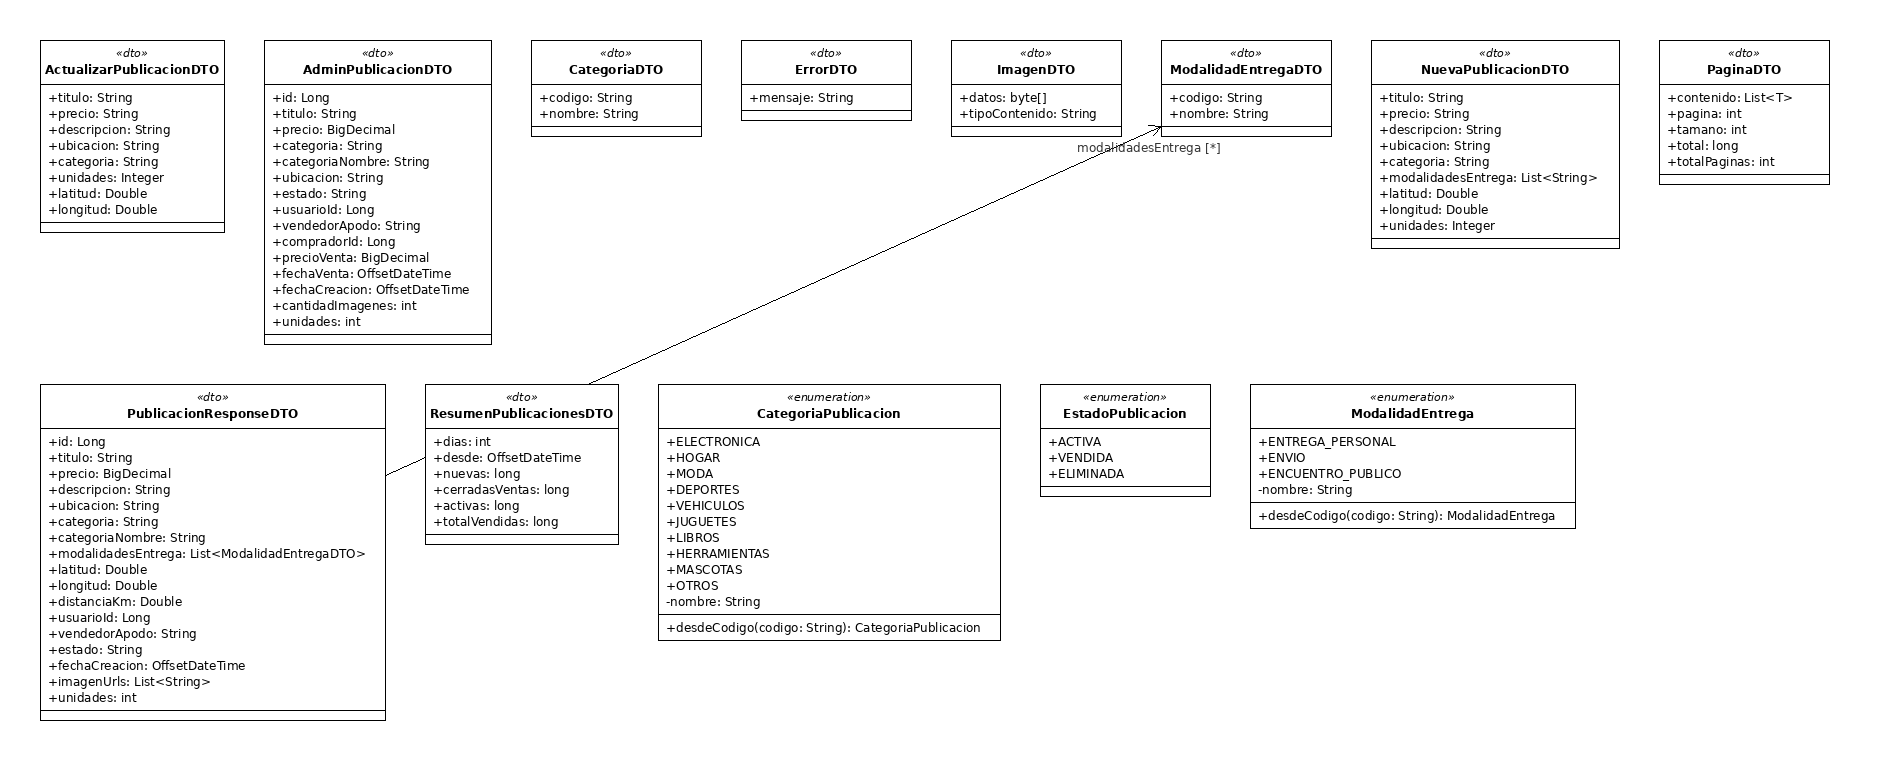 «dto»
ActualizarPublicacionDTO
+titulo: String
+precio: String
+descripcion: String
+ubicacion: String
+categoria: String
+unidades: Integer
+latitud: Double
+longitud: Double
«dto»
AdminPublicacionDTO
+id: Long
+titulo: String
+precio: BigDecimal
+categoria: String
+categoriaNombre: String
+ubicacion: String
+estado: String
+usuarioId: Long
+vendedorApodo: String
+compradorId: Long
+precioVenta: BigDecimal
+fechaVenta: OffsetDateTime
+fechaCreacion: OffsetDateTime
+cantidadImagenes: int
+unidades: int
«dto»
CategoriaDTO
+codigo: String
+nombre: String
«dto»
ErrorDTO
+mensaje: String
«dto»
ImagenDTO
+datos: byte[]
+tipoContenido: String
«dto»
ModalidadEntregaDTO
+codigo: String
+nombre: String
modalidadesEntrega [*]
«dto»
NuevaPublicacionDTO
+titulo: String
+precio: String
+descripcion: String
+ubicacion: String
+categoria: String
+modalidadesEntrega: List<String>
+latitud: Double
+longitud: Double
+unidades: Integer
«dto»
PaginaDTO
+contenido: List<T>
+pagina: int
+tamano: int
+total: long
+totalPaginas: int
«dto»
PublicacionResponseDTO
+id: Long
+titulo: String
+precio: BigDecimal
+descripcion: String
+ubicacion: String
+categoria: String
+categoriaNombre: String
+modalidadesEntrega: List<ModalidadEntregaDTO>
+latitud: Double
+longitud: Double
+distanciaKm: Double
+usuarioId: Long
+vendedorApodo: String
+estado: String
+fechaCreacion: OffsetDateTime
+imagenUrls: List<String>
+unidades: int
«dto»
ResumenPublicacionesDTO
+dias: int
+desde: OffsetDateTime
+nuevas: long
+cerradasVentas: long
+activas: long
+totalVendidas: long
«enumeration»
CategoriaPublicacion
+ELECTRONICA
+HOGAR
+MODA
+DEPORTES
+VEHICULOS
+JUGUETES
+LIBROS
+HERRAMIENTAS
+MASCOTAS
+OTROS
-nombre: String
+desdeCodigo(codigo: String): CategoriaPublicacion
«enumeration»
EstadoPublicacion
+ACTIVA
+VENDIDA
+ELIMINADA
«enumeration»
ModalidadEntrega
+ENTREGA_PERSONAL
+ENVIO
+ENCUENTRO_PUBLICO
-nombre: String
+desdeCodigo(codigo: String): ModalidadEntrega